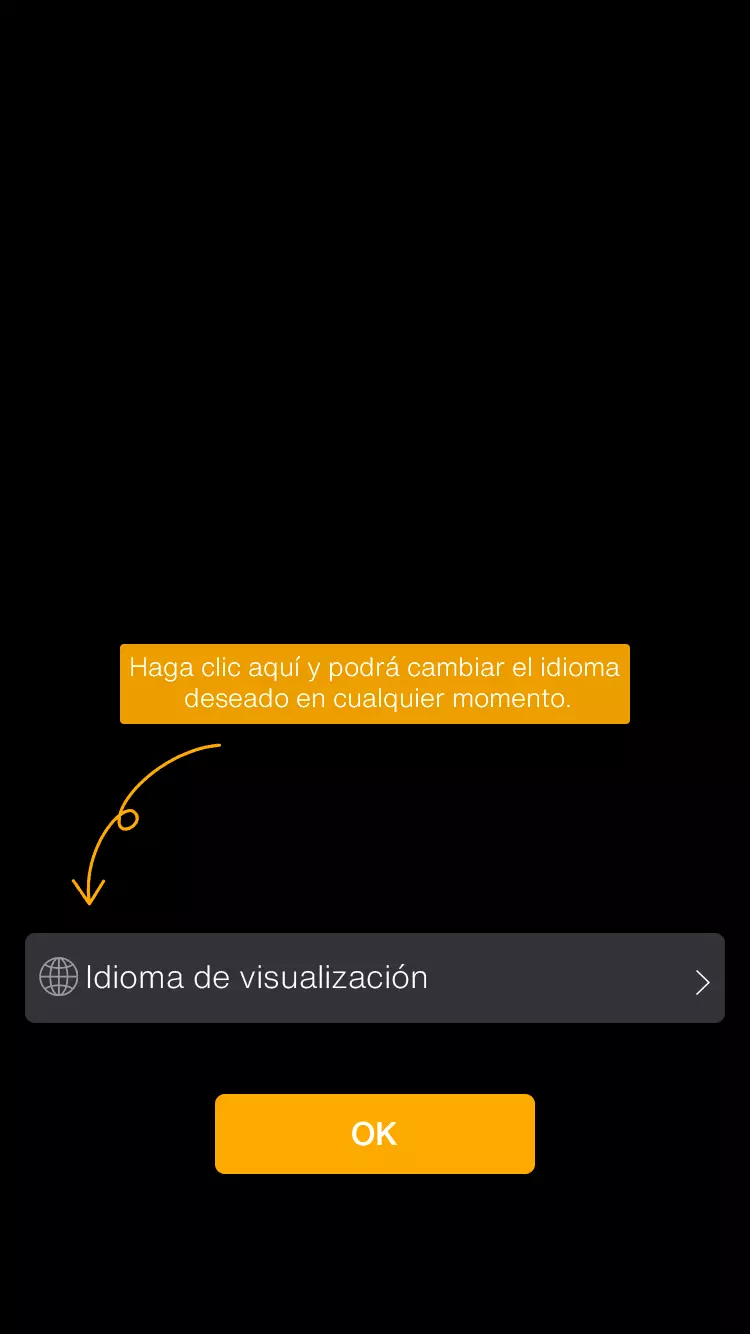 Haga clic aquí y podrá cambiar el idioma
deseado en cualquier momento.
Idioma de visualización
OK